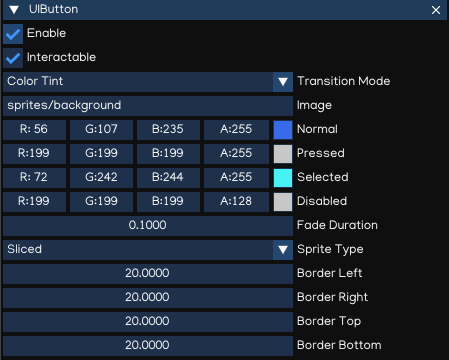 UIButton
Enable
Interactable
Color Tint Transition Mode
sprites/background Image
R: 56 G:107 B:235 A:255 Normal
R:199 G:199 B:199 A:255 Pressed
R: 72 G:242 B:244 A:255 Selected
R:199 G:199 B:199 A:128 Disabled
0.1000 Fade Duration
Sliced Sprite Type
20.0000 Border Left
20.0000 Border Right
20.0000 Border Top
20.0000 Border Bottom